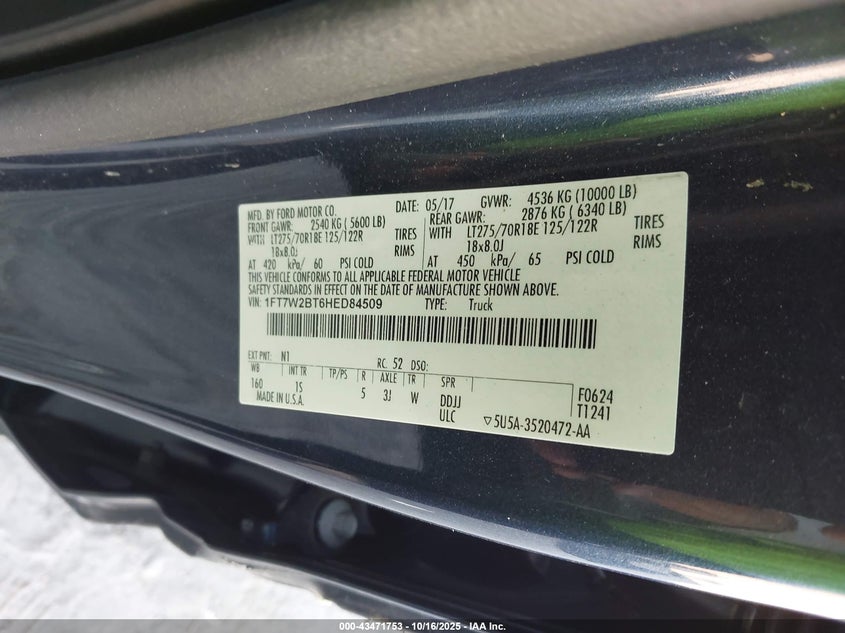 MFD. BY FORD MOTOR CO.
DATE: 05/17 GVWR: 4536 KG (10000 LB)
FRONT GAWR: 2540 KG ( 5600 LB)
REAR GAWR: 2876 KG ( 6340 LB)
WITH LT275/70R18E 125/122R TIRES
WITH LT275/70R18E 125/122R TIRES
18x8.0J RIMS
18x8.0J RIMS
AT 420 kPa/ 60 PSI COLD
AT 450 kPa/ 65 PSI COLD
THIS VEHICLE CONFORMS TO ALL APPLICABLE FEDERAL MOTOR VEHICLE
SAFETY STANDARDS IN EFFECT ON THE DATE OF MANUFACTURE SHOWN ABOVE.
VIN: 1FT7W2BT6HED84509 TYPE: Truck
EXT PNT: N1 RC: 52 DSO:
WB INT TR TP/PS R AXLE TR SPR
160 1S 5 3J W DDJJ F0624
MADE IN U.S.A. ULC T1241
▽5U5A-3520472-AA
000-43471753 - 10/16/2025 - IAA Inc.